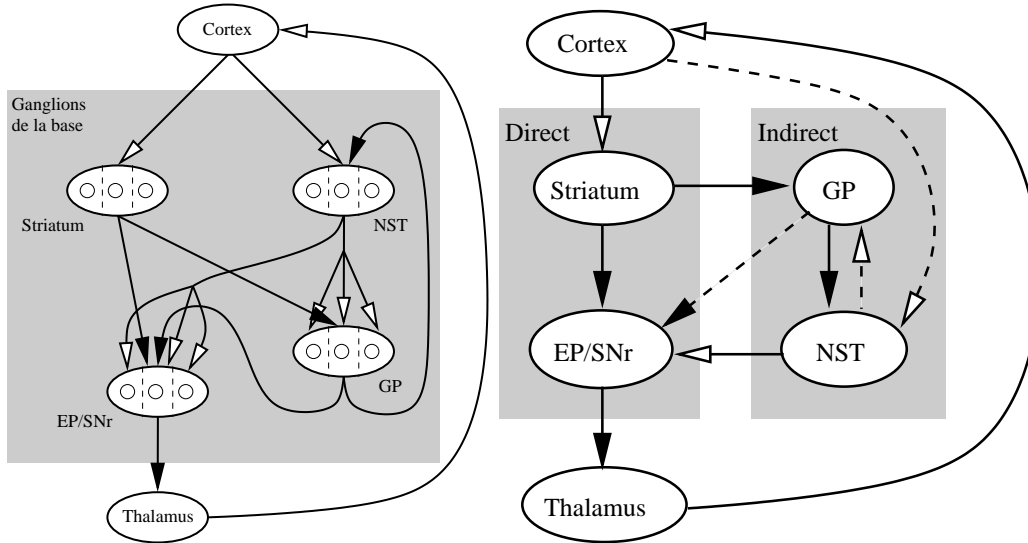 Cortex
Ganglions
de la base
Striatum
NST
GP
EP/SNr
Thalamus
Cortex
Direct
Indirect
Striatum
GP
EP/SNr
NST
Thalamus